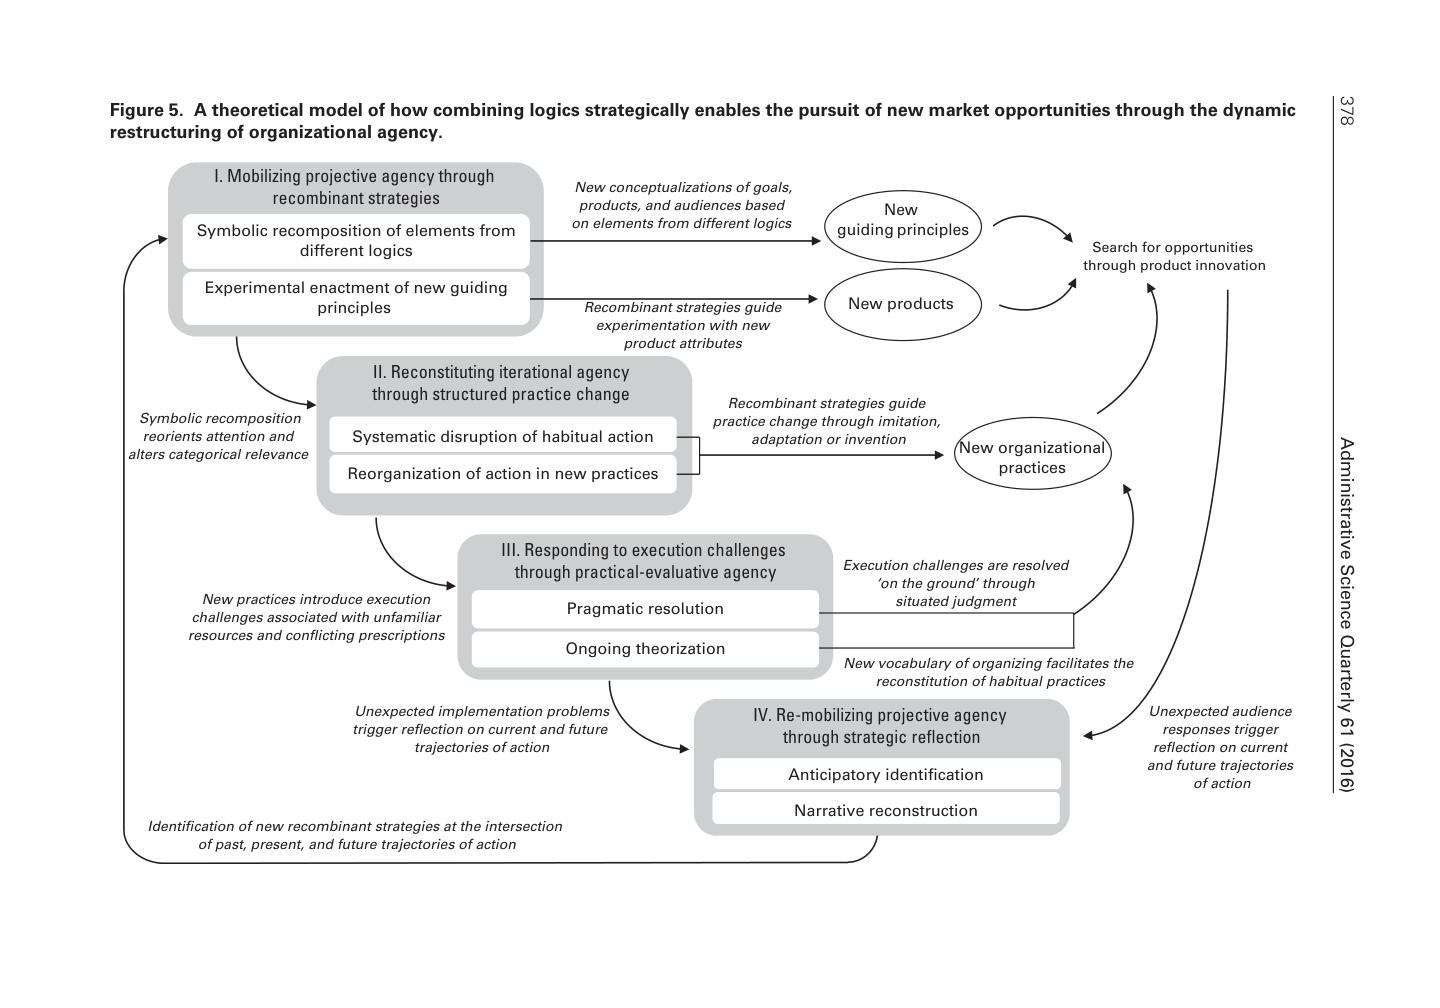 Figure 5. A theoretical model of how combining logics strategically enables the pursuit of new market opportunities through the dynamic
restructuring of organizational agency.
I. Mobilizing projective agency through
recombinant strategies
Symbolic recomposition of elements from
different logics
Experimental enactment of new guiding
principles
New conceptualizations of goals,
products, and audiences based
on elements from different logics
New
guiding principles
Recombinant strategies guide
experimentation with new
product attributes
New products
Search for opportunities
through product innovation
Symbolic recomposition
reorients attention and
alters categorical relevance
II. Reconstituting iterational agency
through structured practice change
Systematic disruption of habitual action
Reorganization of action in new practices
Recombinant strategies guide
practice change through imitation,
adaptation or invention
New organizational
practices
New practices introduce execution
challenges associated with unfamiliar
resources and conflicting prescriptions
III. Responding to execution challenges
through practical-evaluative agency
Pragmatic resolution
Ongoing theorization
Execution challenges are resolved
‘on the ground’ through
situated judgment
New vocabulary of organizing facilitates the
reconstitution of habitual practices
Unexpected implementation problems
trigger reflection on current and future
trajectories of action
IV. Re-mobilizing projective agency
through strategic reflection
Anticipatory identification
Narrative reconstruction
Unexpected audience
responses trigger
reflection on current
and future trajectories
of action
Identification of new recombinant strategies at the intersection
of past, present, and future trajectories of action
378
Administrative Science Quarterly 61 (2016)